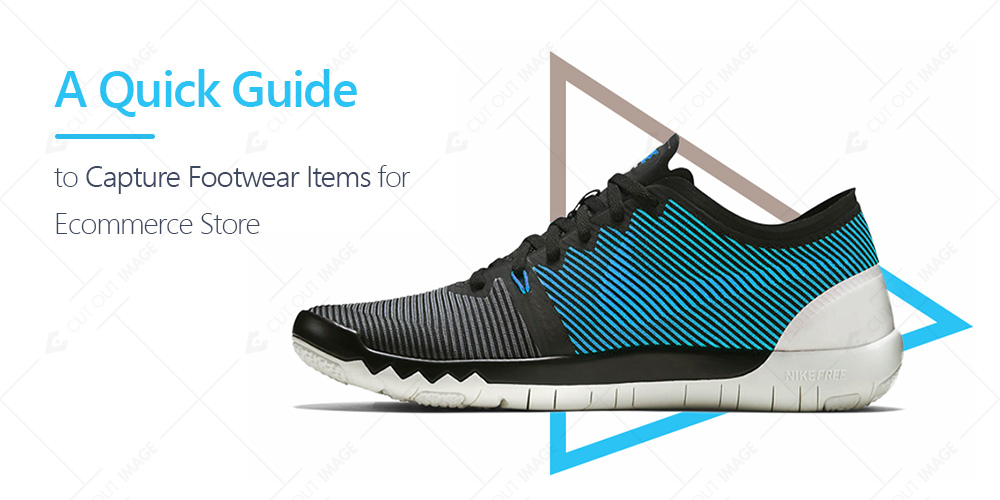 A Quick Guide
to Capture Footwear Items for
Ecommerce Store
NIKE FREE
CUT OUT IMAGE